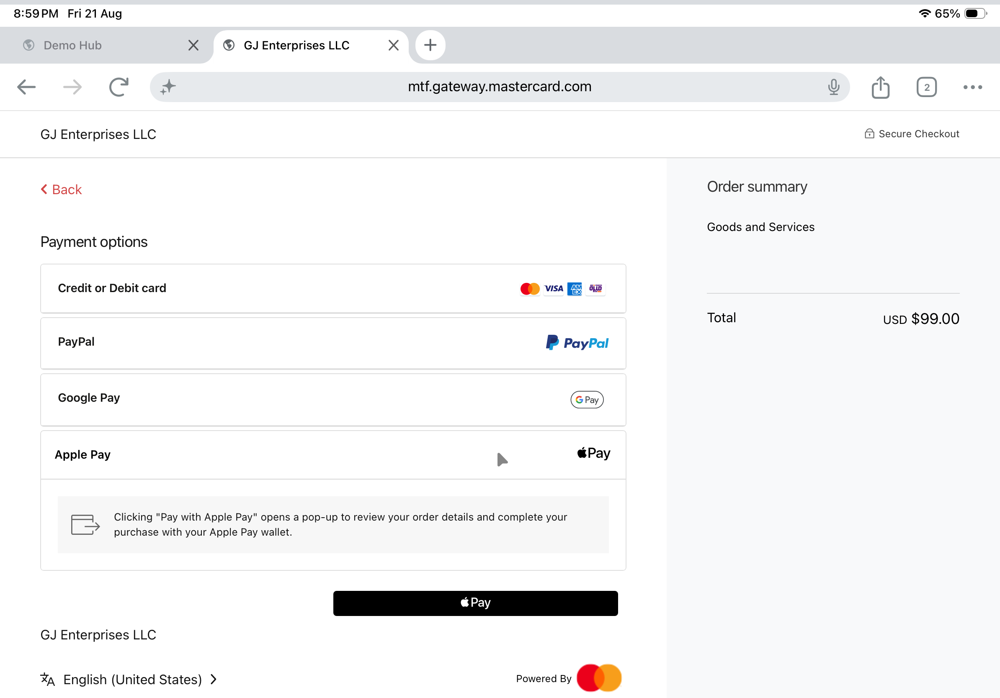 8:59 PM Fri 21 Aug
65%
Demo Hub
GJ Enterprises LLC
mtf.gateway.mastercard.com
2
GJ Enterprises LLC
Secure Checkout
Back
Payment options
Credit or Debit card
VISA
AM
EX
PayPal
PayPal
Google Pay
G Pay
Apple Pay
Pay
Clicking "Pay with Apple Pay" opens a pop-up to review your order details and complete your
purchase with your Apple Pay wallet.
Pay
GJ Enterprises LLC
English (United States)
Powered By
Order summary
Goods and Services
Total
USD $99.00